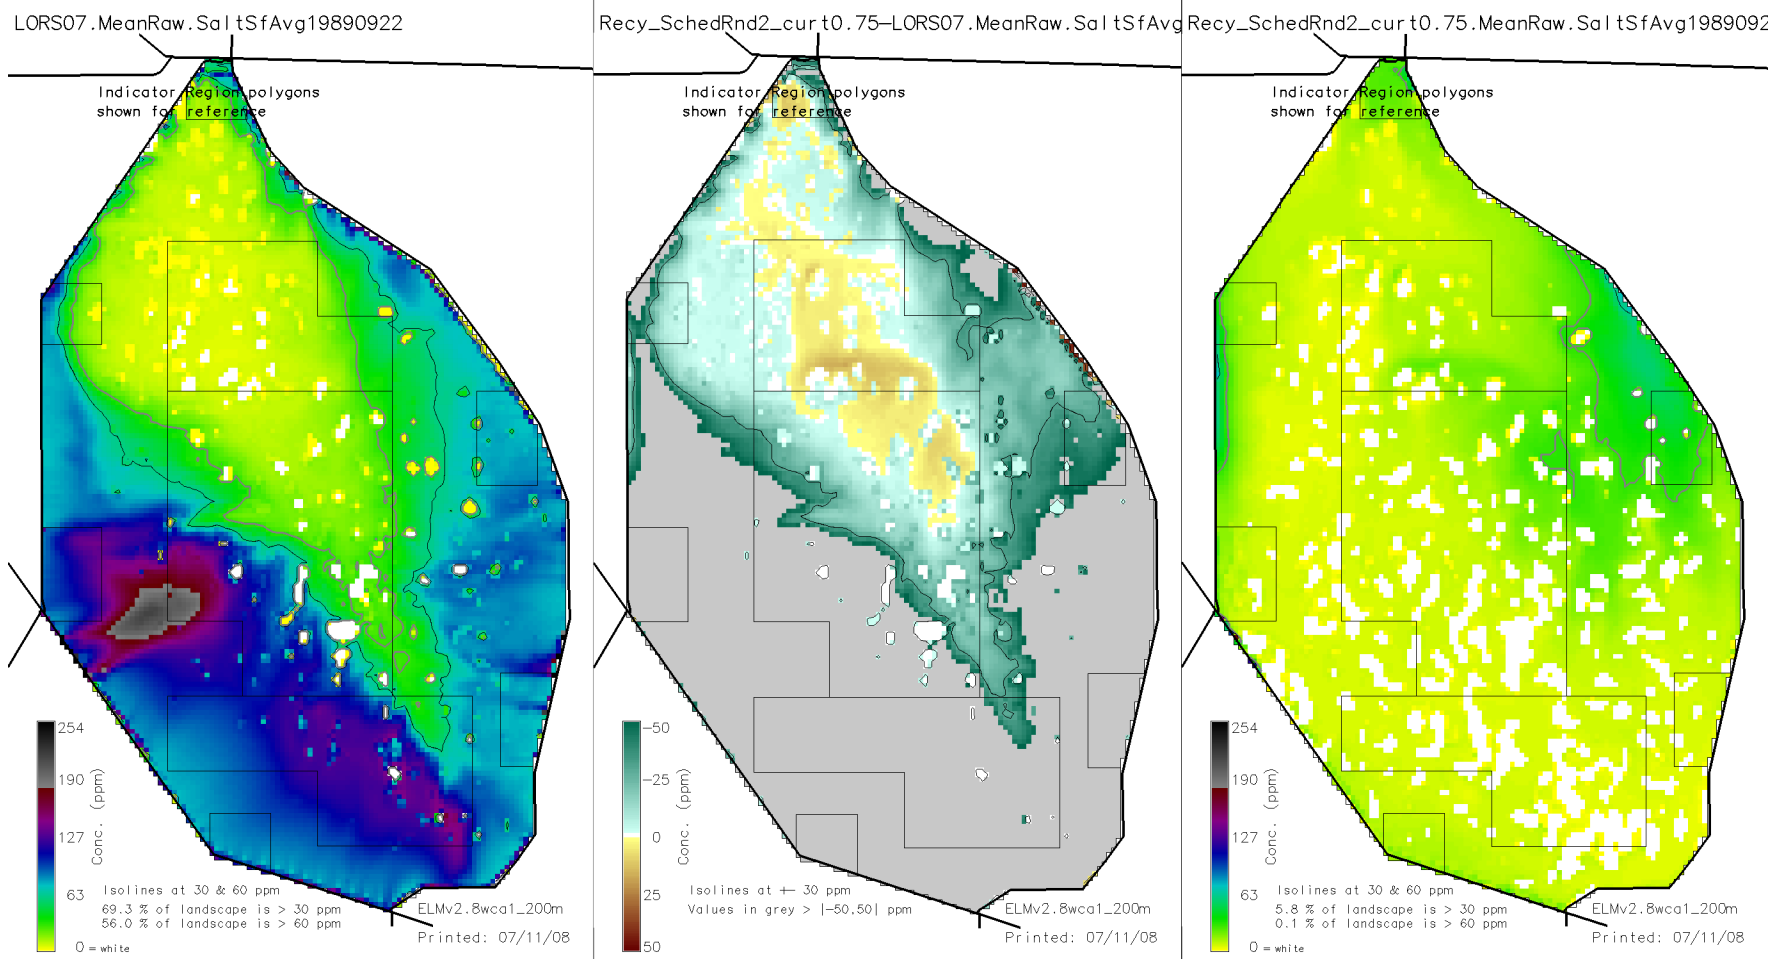 LORS07.MeanRaw.SaltSfAvg19890922
Indicator Region polygons
shown for reference
254
190
127
63
0 = white
Conc. (ppm)
Isolines at 30 & 60 ppm
69.3 % of landscape is > 30 ppm
56.0 % of landscape is > 60 ppm
ELMv2.8wca1_200m
Printed: 07/11/08
Recy_SchedRnd2_curt0.75-LORS07.MeanRaw.SaltSfAvg
Indicator Region polygons
shown for reference
-50
-25
0
25
50
Conc. (ppm)
Isolines at +- 30 ppm
Values in grey > |-50,50| ppm
ELMv2.8wca1_200m
Printed: 07/11/08
Recy_SchedRnd2_curt0.75.MeanRaw.SaltSfAvg1989092
Indicator Region polygons
shown for reference
254
190
127
63
0 = white
Conc. (ppm)
Isolines at 30 & 60 ppm
5.8 % of landscape is > 30 ppm
0.1 % of landscape is > 60 ppm
ELMv2.8wca1_200m
Printed: 07/11/08